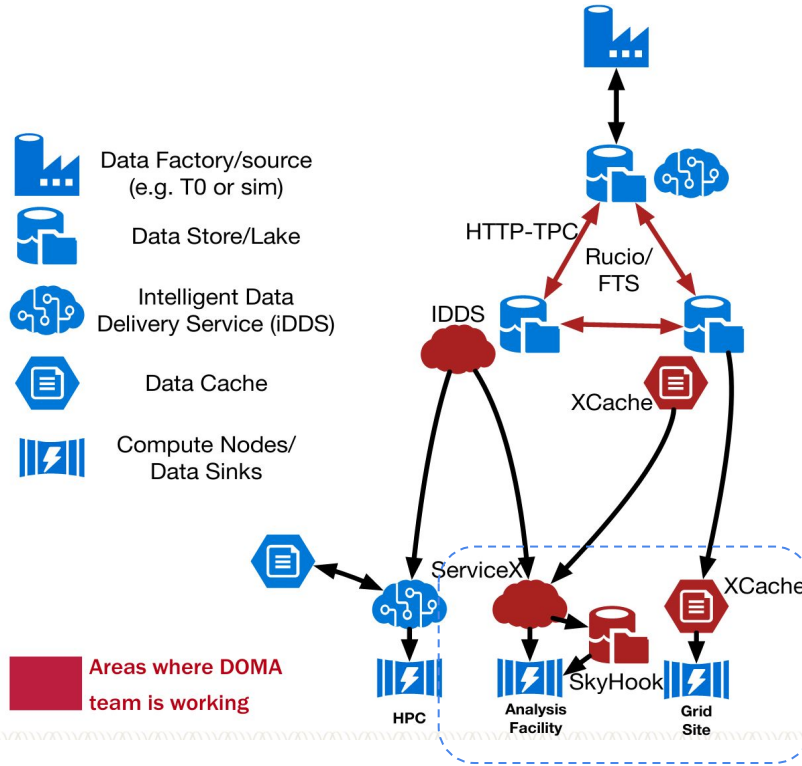 Data Factory/source
(e.g. T0 or sim)
Data Store/Lake
Intelligent Data
Delivery Service (iDDS)
Data Cache
Compute Nodes/
Data Sinks
HTTP-TPC
Rucio/
FTS
IDDS
XCache
ServiceX
XCache
SkyHook
HPC
Analysis
Facility
Grid
Site
Areas where DOMA
team is working